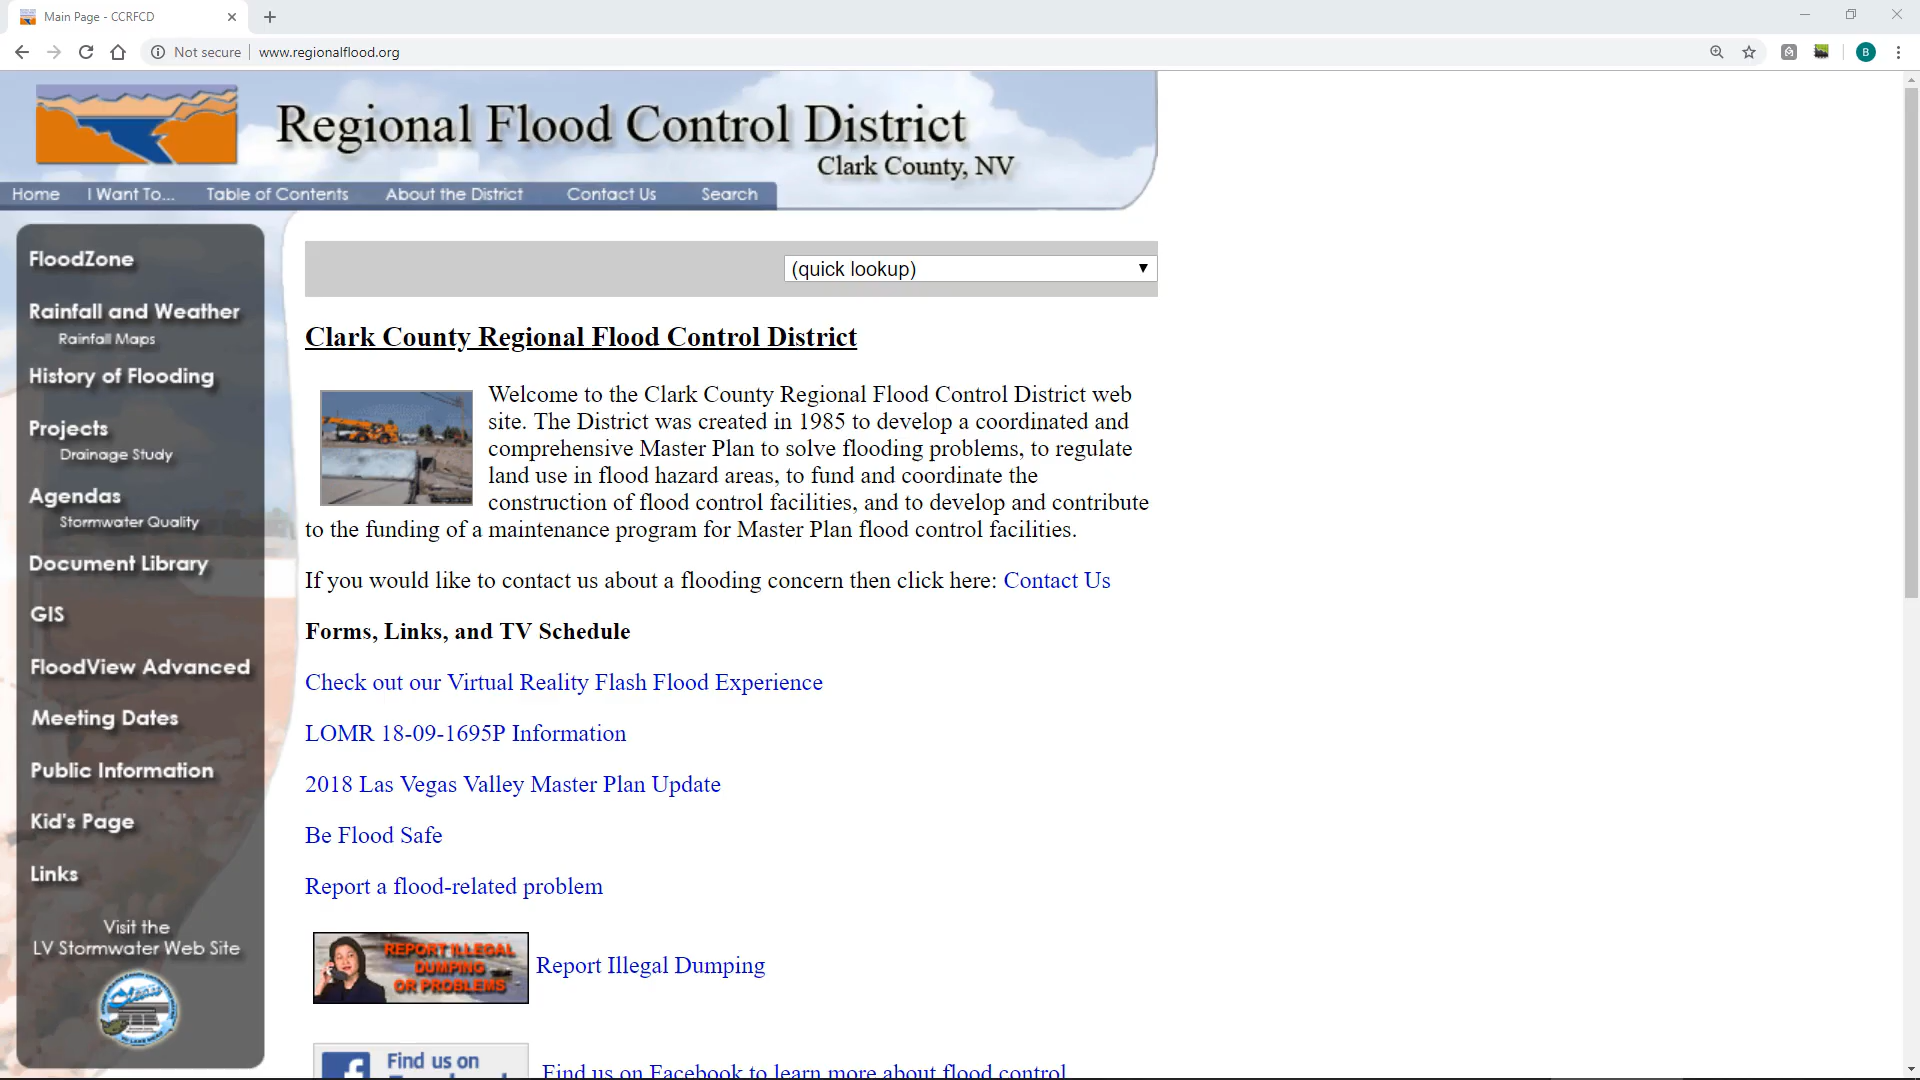 Main Page - CCRFCD
Not secure | www.regionalflood.org
B
Regional Flood Control District
Clark County, NV
Home I Want To... Table of Contents About the District Contact Us Search
FloodZone
Rainfall and Weather
Rainfall Maps
History of Flooding
Projects
Drainage Study
Agendas
Stormwater Quality
Document Library
GIS
FloodView Advanced
Meeting Dates
Public Information
Kid's Page
Links
Visit the
LV Stormwater Web Site
(quick lookup)
Clark County Regional Flood Control District
Welcome to the Clark County Regional Flood Control District web
site. The District was created in 1985 to develop a coordinated and
comprehensive Master Plan to solve flooding problems, to regulate
land use in flood hazard areas, to fund and coordinate the
construction of flood control facilities, and to develop and contribute
to the funding of a maintenance program for Master Plan flood control facilities.
If you would like to contact us about a flooding concern then click here: Contact Us
Forms, Links, and TV Schedule
Check out our Virtual Reality Flash Flood Experience
LOMR 18-09-1695P Information
2018 Las Vegas Valley Master Plan Update
Be Flood Safe
Report a flood-related problem
REPORT ILLEGAL
DUMPING
OR PROBLEMS
Report Illegal Dumping
Find us on
Find us on Facebook to learn more about flood control